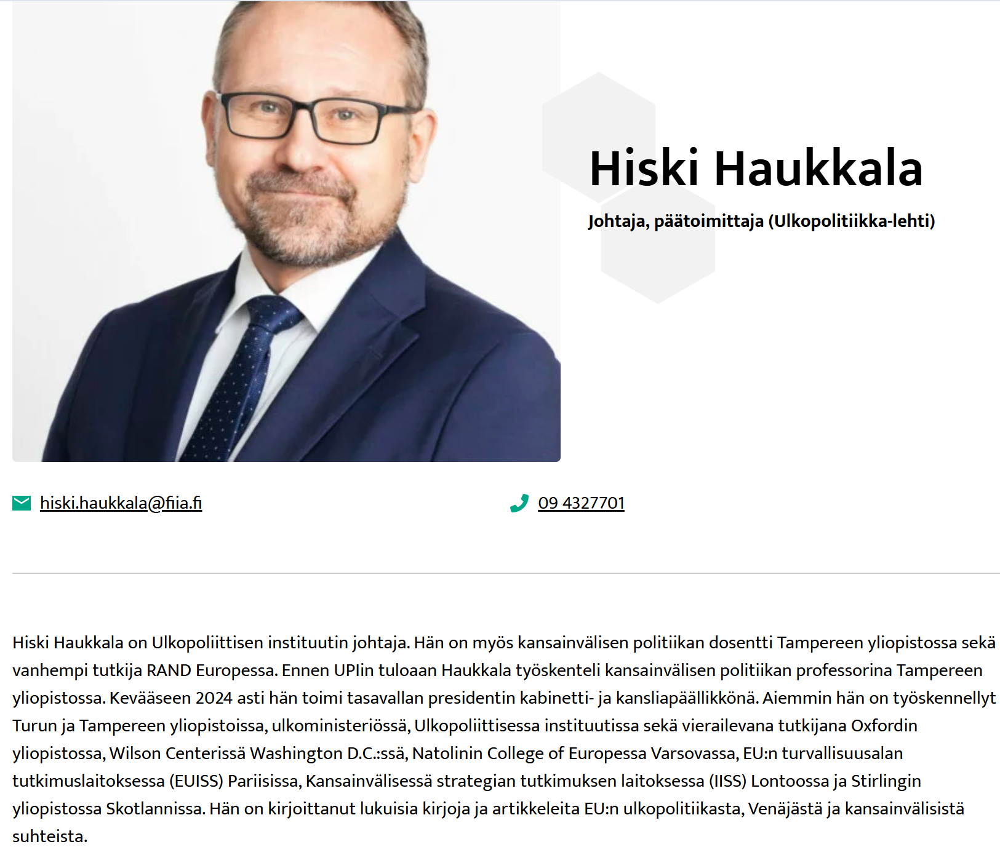 Hiski Haukkala
Johtaja, päätoimittaja (Ulkopolitiikka-lehti)
hiski.haukkala@fiia.fi
09 4327701
Hiski Haukkala on Ulkopoliittisen instituutin johtaja. Hän on myös kansainvälisen politiikan dosentti Tampereen yliopistossa sekä
vanhempi tutkija RAND Europessa. Ennen UPIin tuloaan Haukkala työskenteli kansainvälisen politiikan professorina Tampereen
yliopistossa. Kevääseen 2024 asti hän toimi tasavallan presidentin kabinetti- ja kansliapäällikkönä. Aiemmin hän on työskennellyt
Turun ja Tampereen yliopistoissa, ulkoministeriössä, Ulkopoliittisessa instituutissa sekä vierailevana tutkijana Oxfordin
yliopistossa, Wilson Centerissä Washington D.C.:ssä, Natolinin College of Europessa Varsovassa, EU:n turvallisuusalan
tutkimuslaitoksessa (EUISS) Pariisissa, Kansainvälisessä strategian tutkimuksen laitoksessa (IISS) Lontoossa ja Stirlingin
yliopistossa Skotlannissa. Hän on kirjoittanut lukuisia kirjoja ja artikkeleita EU:n ulkopolitiikasta, Venäjästä ja kansainvälisistä
suhteista.